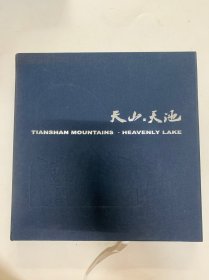 天山·天池
TIANSHAN MOUNTAINS · HEAVENLY LAKE